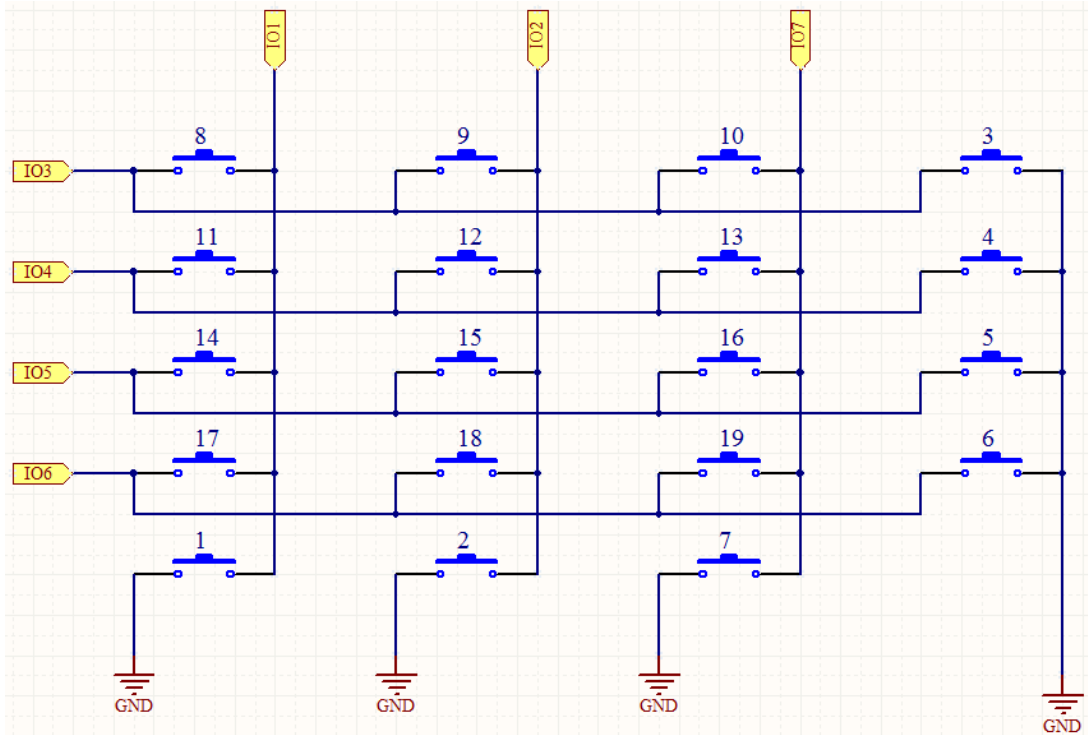 IO1 IO2 IO7
8 9 10 3
IO3
11 12 13 4
IO4
14 15 16 5
IO5
17 18 19 6
IO6
1 2 7
GND GND GND
GND